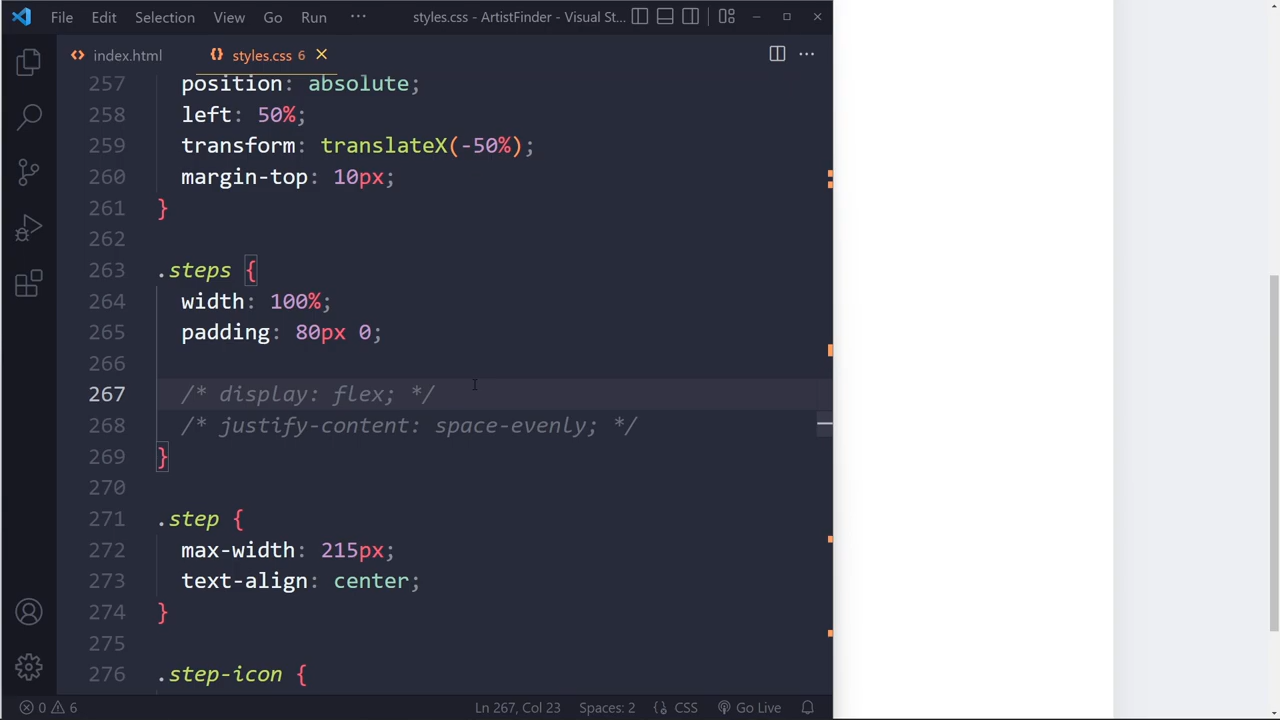 File Edit Selection View Go Run ··· styles.css - ArtistFinder - Visual St...
index.html styles.css 6
257 position: absolute;
258 left: 50%;
259 transform: translateX(-50%);
260 margin-top: 10px;
261 }
262
263 .steps {
264 width: 100%;
265 padding: 80px 0;
266
267 /* display: flex; */
268 /* justify-content: space-evenly; */
269 }
270
271 .step {
272 max-width: 215px;
273 text-align: center;
274 }
275
276 .step-icon {
0 6 Ln 267, Col 23 Spaces: 2 CSS Go Live